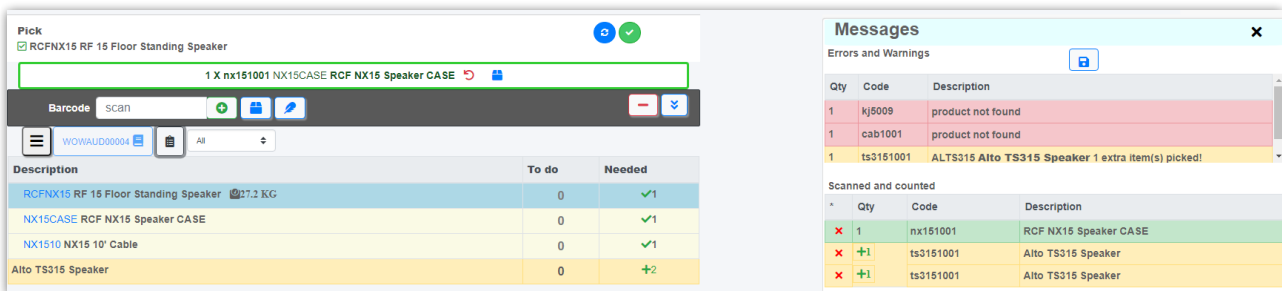 Pick
RCFNX15 RF 15 Floor Standing Speaker
1 X nx151001 NX15CASE RCF NX15 Speaker CASE
Barcode scan
WOWAUD00004 All
Description To do Needed
RCFNX15 RF 15 Floor Standing Speaker 27.2 KG 0 1
NX15CASE RCF NX15 Speaker CASE 0 1
NX1510 NX15 10' Cable 0 1
Alto TS315 Speaker 0 +2
Messages
Errors and Warnings
Qty Code Description
1 kj5009 product not found
1 cab1001 product not found
1 ts3151001 ALTS315 Alto TS315 Speaker 1 extra item(s) picked!
Scanned and counted
* Qty Code Description
1 nx151001 RCF NX15 Speaker CASE
+1 ts3151001 Alto TS315 Speaker
+1 ts3151001 Alto TS315 Speaker